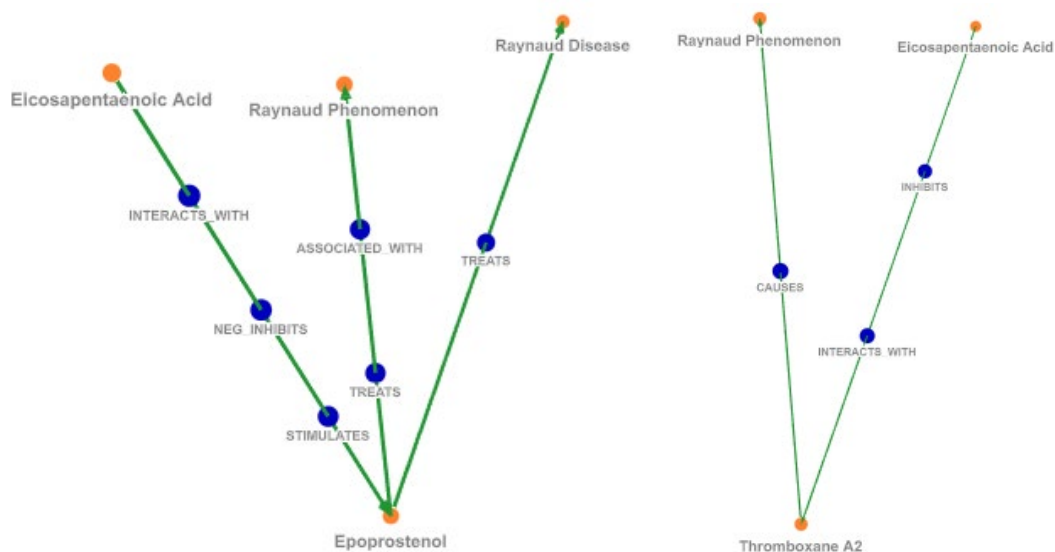 Eicosapentaenoic Acid
INTERACTS_WITH
NEG_INHIBITS
STIMULATES
Raynaud Phenomenon
ASSOCIATED_WITH
TREATS
Raynaud Disease
TREATS
Epoprostenol
Raynaud Phenomenon
CAUSES
Eicosapentaenoic Acid
INHIBITS
INTERACTS_WITH
Thromboxane A2